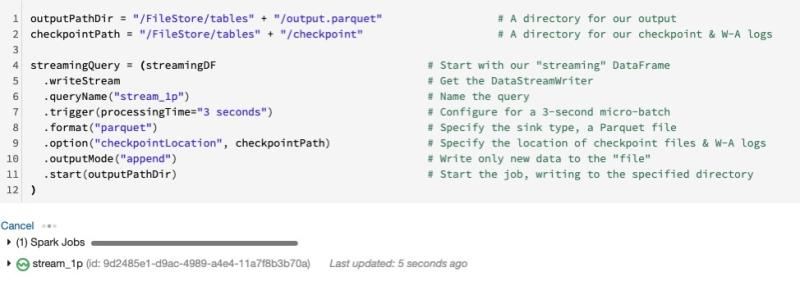 1 outputPathDir = "/FileStore/tables" + "/output.parquet" # A directory for our output
2 checkpointPath = "/FileStore/tables" + "/checkpoint" # A directory for our checkpoint & W-A logs
3
4 streamingQuery = (streamingDF # Start with our "streaming" DataFrame
5 .writeStream # Get the DataStreamWriter
6 .queryName("stream_1p") # Name the query
7 .trigger(processingTime="3 seconds") # Configure for a 3-second micro-batch
8 .format("parquet") # Specify the sink type, a Parquet file
9 .option("checkpointLocation", checkpointPath) # Specify the location of checkpoint files & W-A logs
10 .outputMode("append") # Write only new data to the "file"
11 .start(outputPathDir) # Start the job, writing to the specified directory
12 )
Cancel
(1) Spark Jobs
stream_1p (id: 9d2485e1-d9ac-4989-a4e4-11a7f8b3b70a) Last updated: 5 seconds ago